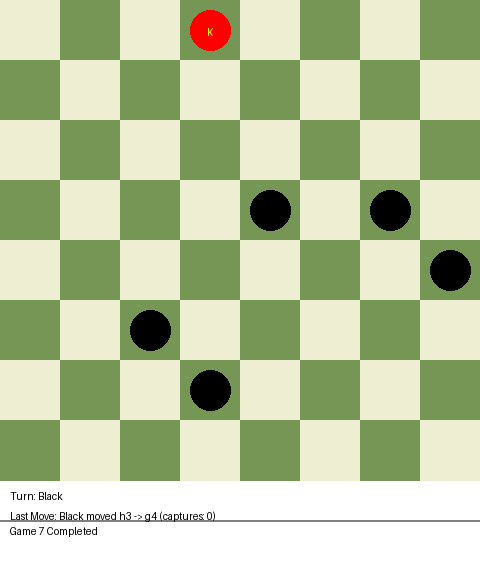 K
Turn: Black
Last Move: Black moved h3 -> g4 (captures: 0)
Game 7 Completed